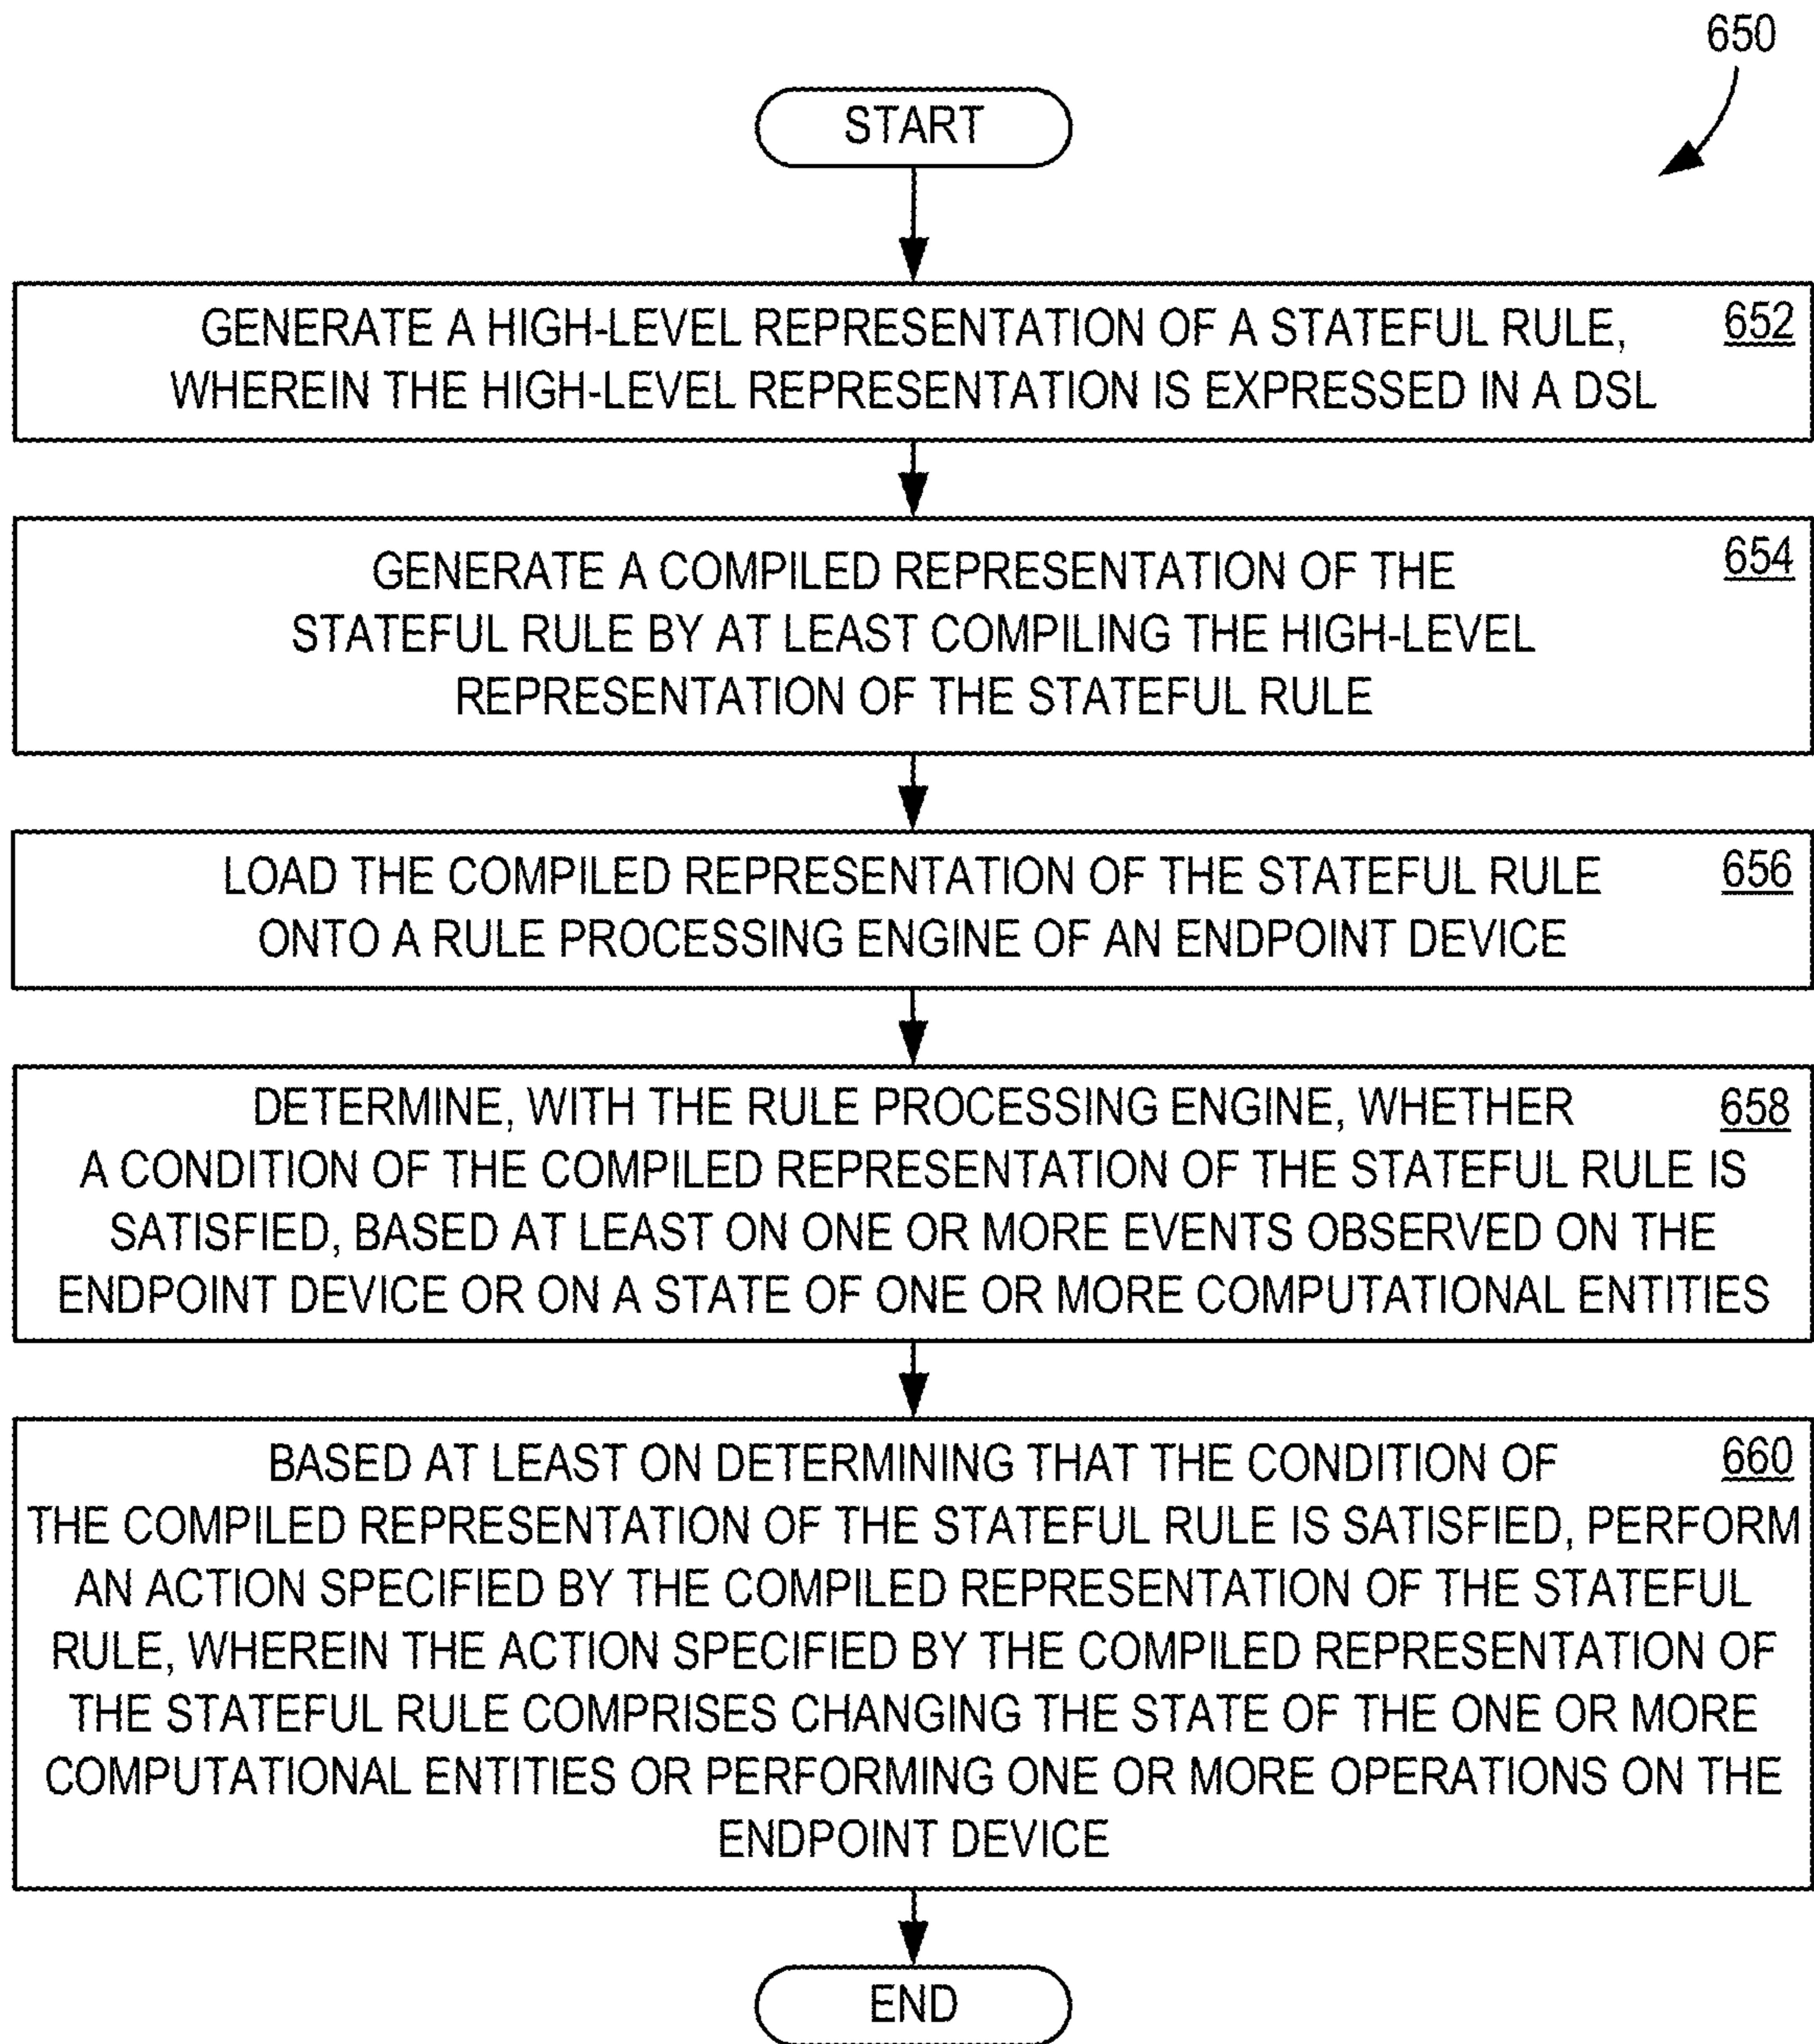 650
START
GENERATE A HIGH-LEVEL REPRESENTATION OF A STATEFUL RULE, 652
WHEREIN THE HIGH-LEVEL REPRESENTATION IS EXPRESSED IN A DSL
GENERATE A COMPILED REPRESENTATION OF THE 654
STATEFUL RULE BY AT LEAST COMPILING THE HIGH-LEVEL
REPRESENTATION OF THE STATEFUL RULE
LOAD THE COMPILED REPRESENTATION OF THE STATEFUL RULE 656
ONTO A RULE PROCESSING ENGINE OF AN ENDPOINT DEVICE
DETERMINE, WITH THE RULE PROCESSING ENGINE, WHETHER 658
A CONDITION OF THE COMPILED REPRESENTATION OF THE STATEFUL RULE IS
SATISFIED, BASED AT LEAST ON ONE OR MORE EVENTS OBSERVED ON THE
ENDPOINT DEVICE OR ON A STATE OF ONE OR MORE COMPUTATIONAL ENTITIES
BASED AT LEAST ON DETERMINING THAT THE CONDITION OF 660
THE COMPILED REPRESENTATION OF THE STATEFUL RULE IS SATISFIED, PERFORM
AN ACTION SPECIFIED BY THE COMPILED REPRESENTATION OF THE STATEFUL
RULE, WHEREIN THE ACTION SPECIFIED BY THE COMPILED REPRESENTATION OF
THE STATEFUL RULE COMPRISES CHANGING THE STATE OF THE ONE OR MORE
COMPUTATIONAL ENTITIES OR PERFORMING ONE OR MORE OPERATIONS ON THE
ENDPOINT DEVICE
END